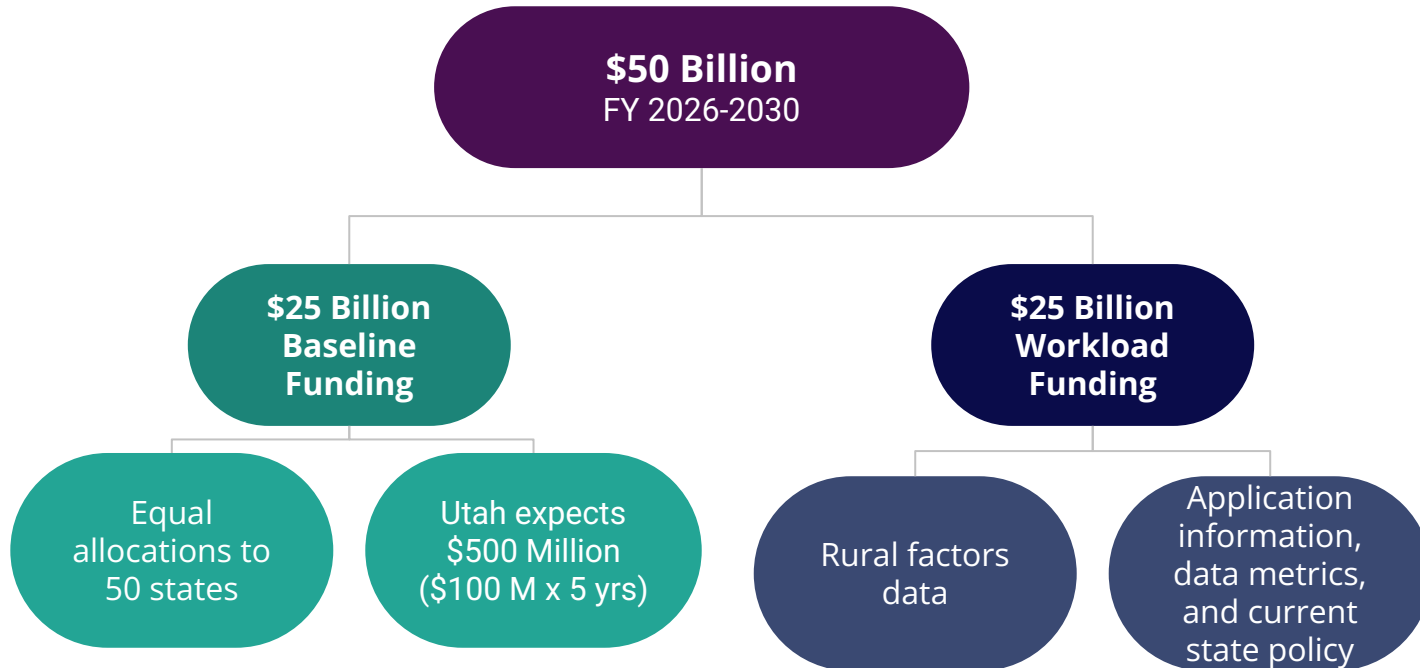 $50 Billion
FY 2026-2030
$25 Billion
Baseline
Funding
$25 Billion
Workload
Funding
Equal
allocations to
50 states
Utah expects
$500 Million
($100 M x 5 yrs)
Rural factors
data
Application
information,
data metrics,
and current
state policy